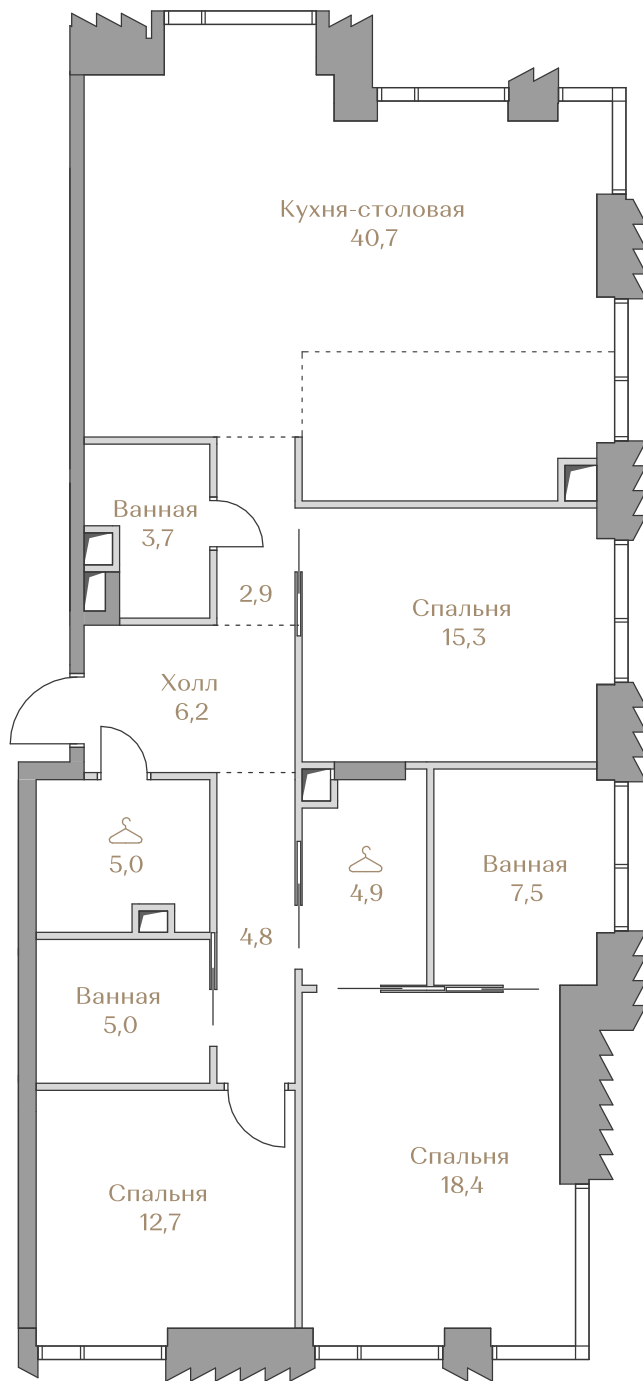 Кухня-столовая
40,7
Ванная
3,7
2,9
Спальня
15,3
Холл
6,2
5,0
4,9
Ванная
7,5
4,8
Ванная
5,0
Спальня
18,4
Спальня
12,7